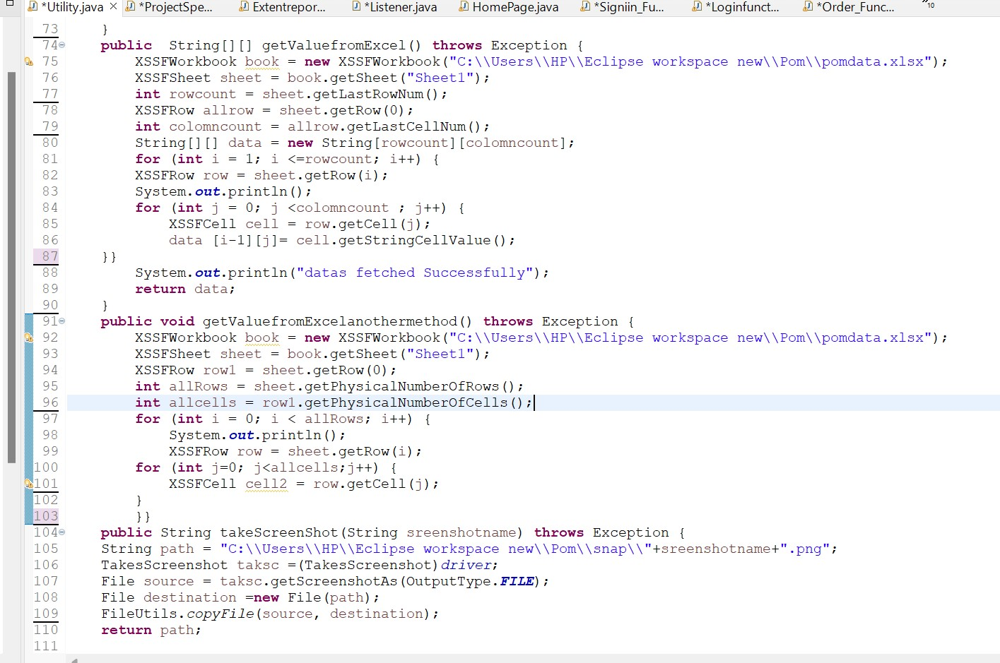 *Utility.java × *ProjectSpe... Extentrepor... *Listener.java HomePage.java *Signiin_Fu... *Loginfunct... *Order_Func... »10
73 }
74 public  String[][] getValuefromExcel() throws Exception {
75 XSSFWorkbook book = new XSSFWorkbook("C:\\Users\\HP\\Eclipse workspace new\\Pom\\pomdata.xlsx");
76 XSSFSheet sheet = book.getSheet("Sheet1");
77 int rowcount = sheet.getLastRowNum();
78 XSSFRow allrow = sheet.getRow(0);
79 int colomncount = allrow.getLastCellNum();
80 String[][] data = new String[rowcount][colomncount];
81 for (int i = 1; i <=rowcount; i++) {
82 XSSFRow row = sheet.getRow(i);
83 System.out.println();
84 for (int j = 0; j <colomncount ; j++) {
85 XSSFCell cell = row.getCell(j);
86 data [i-1][j]= cell.getStringCellValue();
87 }}
88 System.out.println("datas fetched Successfully");
89 return data;
90 }
91 public void getValuefromExcelanothermethod() throws Exception {
92 XSSFWorkbook book = new XSSFWorkbook("C:\\Users\\HP\\Eclipse workspace new\\Pom\\pomdata.xlsx");
93 XSSFSheet sheet = book.getSheet("Sheet1");
94 XSSFRow row1 = sheet.getRow(0);
95 int allRows = sheet.getPhysicalNumberOfRows();
96 int allcells = row1.getPhysicalNumberOfCells();
97 for (int i = 0; i < allRows; i++) {
98 System.out.println();
99 XSSFRow row = sheet.getRow(i);
100 for (int j=0; j<allcells;j++) {
101 XSSFCell cell2 = row.getCell(j);
102 }
103 }}
104 public String takeScreenShot(String sreenshotname) throws Exception {
105 String path = "C:\\Users\\HP\\Eclipse workspace new\\Pom\\snap\\"+sreenshotname+".png";
106 TakesScreenshot taksc =(TakesScreenshot)driver;
107 File source = taksc.getScreenshotAs(OutputType.FILE);
108 File destination =new File(path);
109 FileUtils.copyFile(source, destination);
110 return path;
111